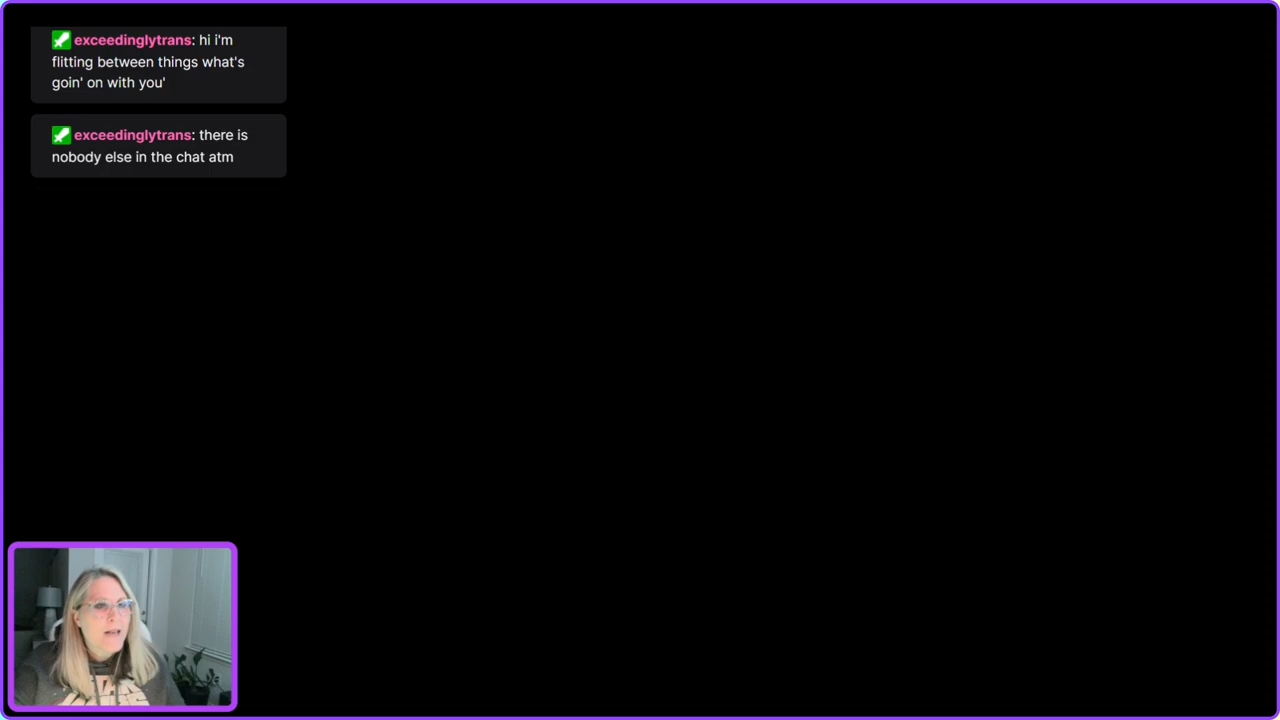 exceedinglytrans: hi i'm
flitting between things what's
goin' on with you'
exceedinglytrans: there is
nobody else in the chat atm